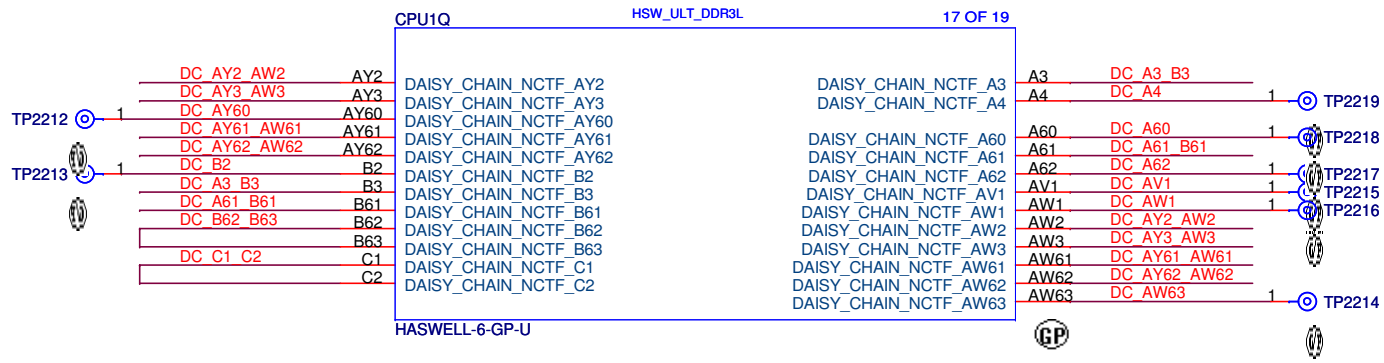 CPU1Q HSW_ULT_DDR3L 17 OF 19
DC_AY2_AW2 AY2 DAISY_CHAIN_NCTF_AY2 DAISY_CHAIN_NCTF_A3 A3 DC_A3_B3
DC_AY3_AW3 AY3 DAISY_CHAIN_NCTF_AY3 DAISY_CHAIN_NCTF_A4 A4 DC_A4 1 TP2219
TP2212 1 DC_AY60 AY60 DAISY_CHAIN_NCTF_AY60
DC_AY61_AW61 AY61 DAISY_CHAIN_NCTF_AY61 DAISY_CHAIN_NCTF_A60 A60 DC_A60 1 TP2218
DC_AY62_AW62 AY62 DAISY_CHAIN_NCTF_AY62 DAISY_CHAIN_NCTF_A61 A61 DC_A61_B61
TP2213 1 DC_B2 B2 DAISY_CHAIN_NCTF_B2 DAISY_CHAIN_NCTF_A62 A62 DC_A62 1 TP2217
DC_A3_B3 B3 DAISY_CHAIN_NCTF_B3 DAISY_CHAIN_NCTF_AV1 AV1 DC_AV1 1 TP2215
DC_A61_B61 B61 DAISY_CHAIN_NCTF_B61 DAISY_CHAIN_NCTF_AW1 AW1 DC_AW1 1 TP2216
DC_B62_B63 B62 DAISY_CHAIN_NCTF_B62 DAISY_CHAIN_NCTF_AW2 AW2 DC_AY2_AW2
B63 DAISY_CHAIN_NCTF_B63 DAISY_CHAIN_NCTF_AW3 AW3 DC_AY3_AW3
DC_C1_C2 C1 DAISY_CHAIN_NCTF_C1 DAISY_CHAIN_NCTF_AW61 AW61 DC_AY61_AW61
C2 DAISY_CHAIN_NCTF_C2 DAISY_CHAIN_NCTF_AW62 AW62 DC_AY62_AW62
DAISY_CHAIN_NCTF_AW63 AW63 DC_AW63 1 TP2214
HASWELL-6-GP-U
GP